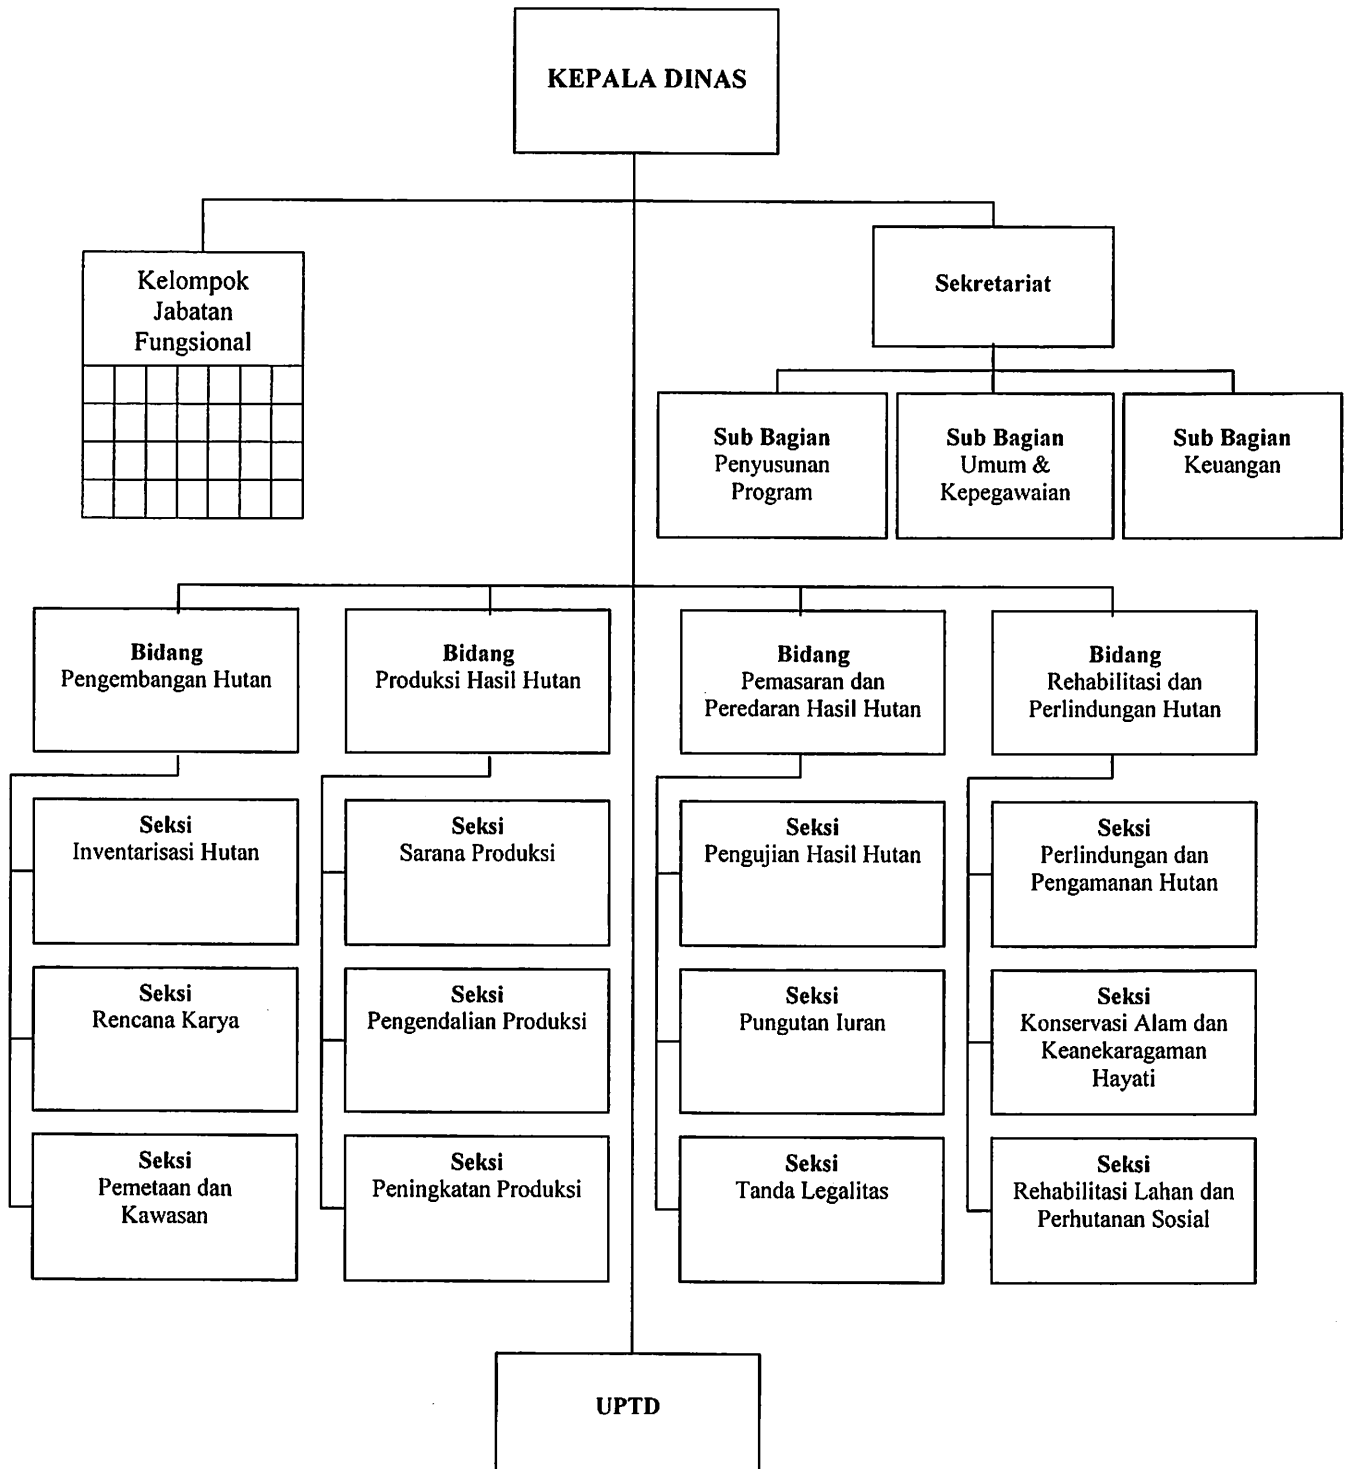 KEPALA DINAS
Kelompok
Jabatan
Fungsional
Sekretariat
Sub Bagian
Penyusunan
Program
Sub Bagian
Umum &
Kepegawaian
Sub Bagian
Keuangan
Bidang
Pengembangan Hutan
Bidang
Produksi Hasil Hutan
Bidang
Pemasaran dan
Peredaran Hasil Hutan
Bidang
Rehabilitasi dan
Perlindungan Hutan
Seksi
Inventarisasi Hutan
Seksi
Sarana Produksi
Seksi
Pengujian Hasil Hutan
Seksi
Perlindungan dan
Pengamanan Hutan
Seksi
Rencana Karya
Seksi
Pengendalian Produksi
Seksi
Pungutan Iuran
Seksi
Konservasi Alam dan
Keanekaragaman
Hayati
Seksi
Pemetaan dan
Kawasan
Seksi
Peningkatan Produksi
Seksi
Tanda Legalitas
Seksi
Rehabilitasi Lahan dan
Perhutanan Sosial
UPTD